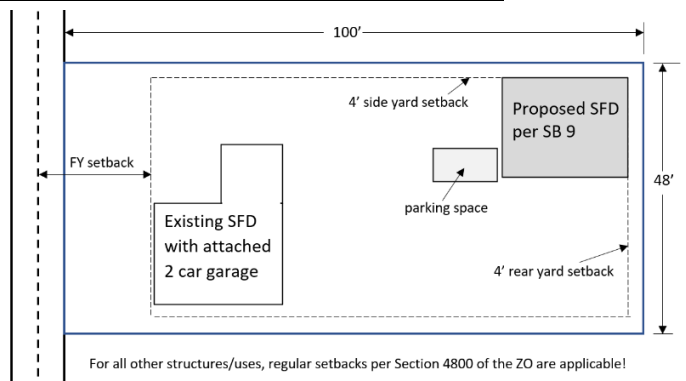 100'
4' side yard setback
Proposed SFD
per SB 9
FY setback
48'
parking space
Existing SFD
with attached
2 car garage
4' rear yard setback
For all other structures/uses, regular setbacks per Section 4800 of the ZO are applicable!